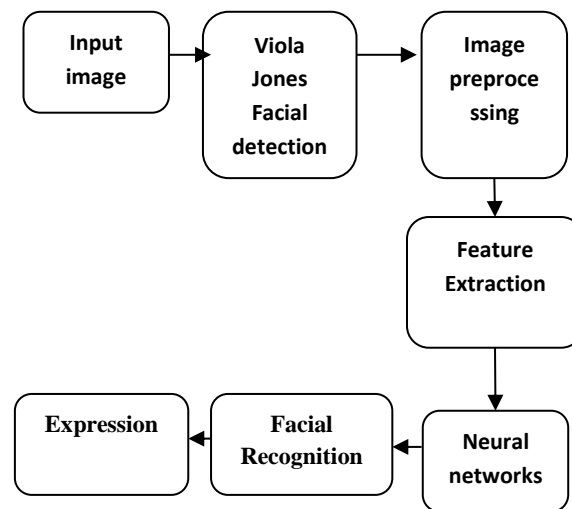 Input
image
Viola
Jones
Facial
detection
Image
preproce
ssing
Feature
Extraction
Neural
networks
Facial
Recognition
Expression